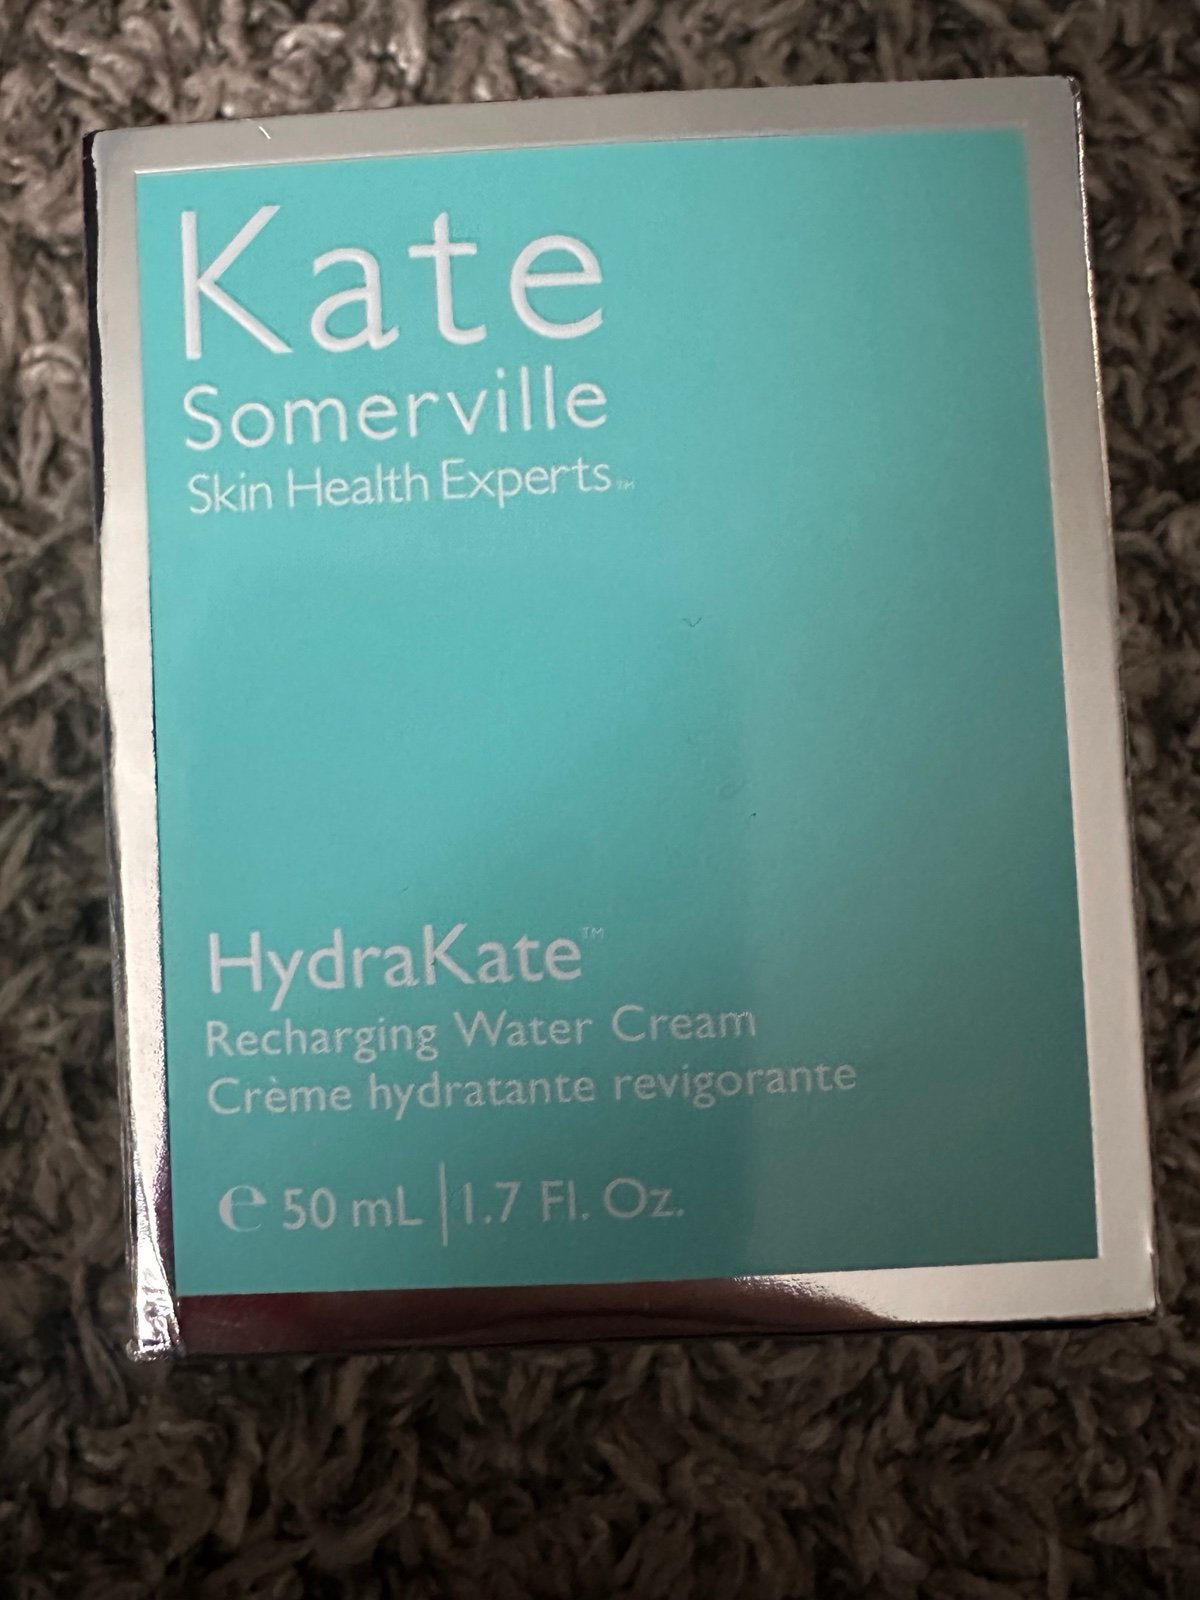 Kate
Somerville
Skin Health Experts™
HydraKate™
Recharging Water Cream
Crème hydratante revigorante
℮ 50 mL | 1.7 Fl. Oz.